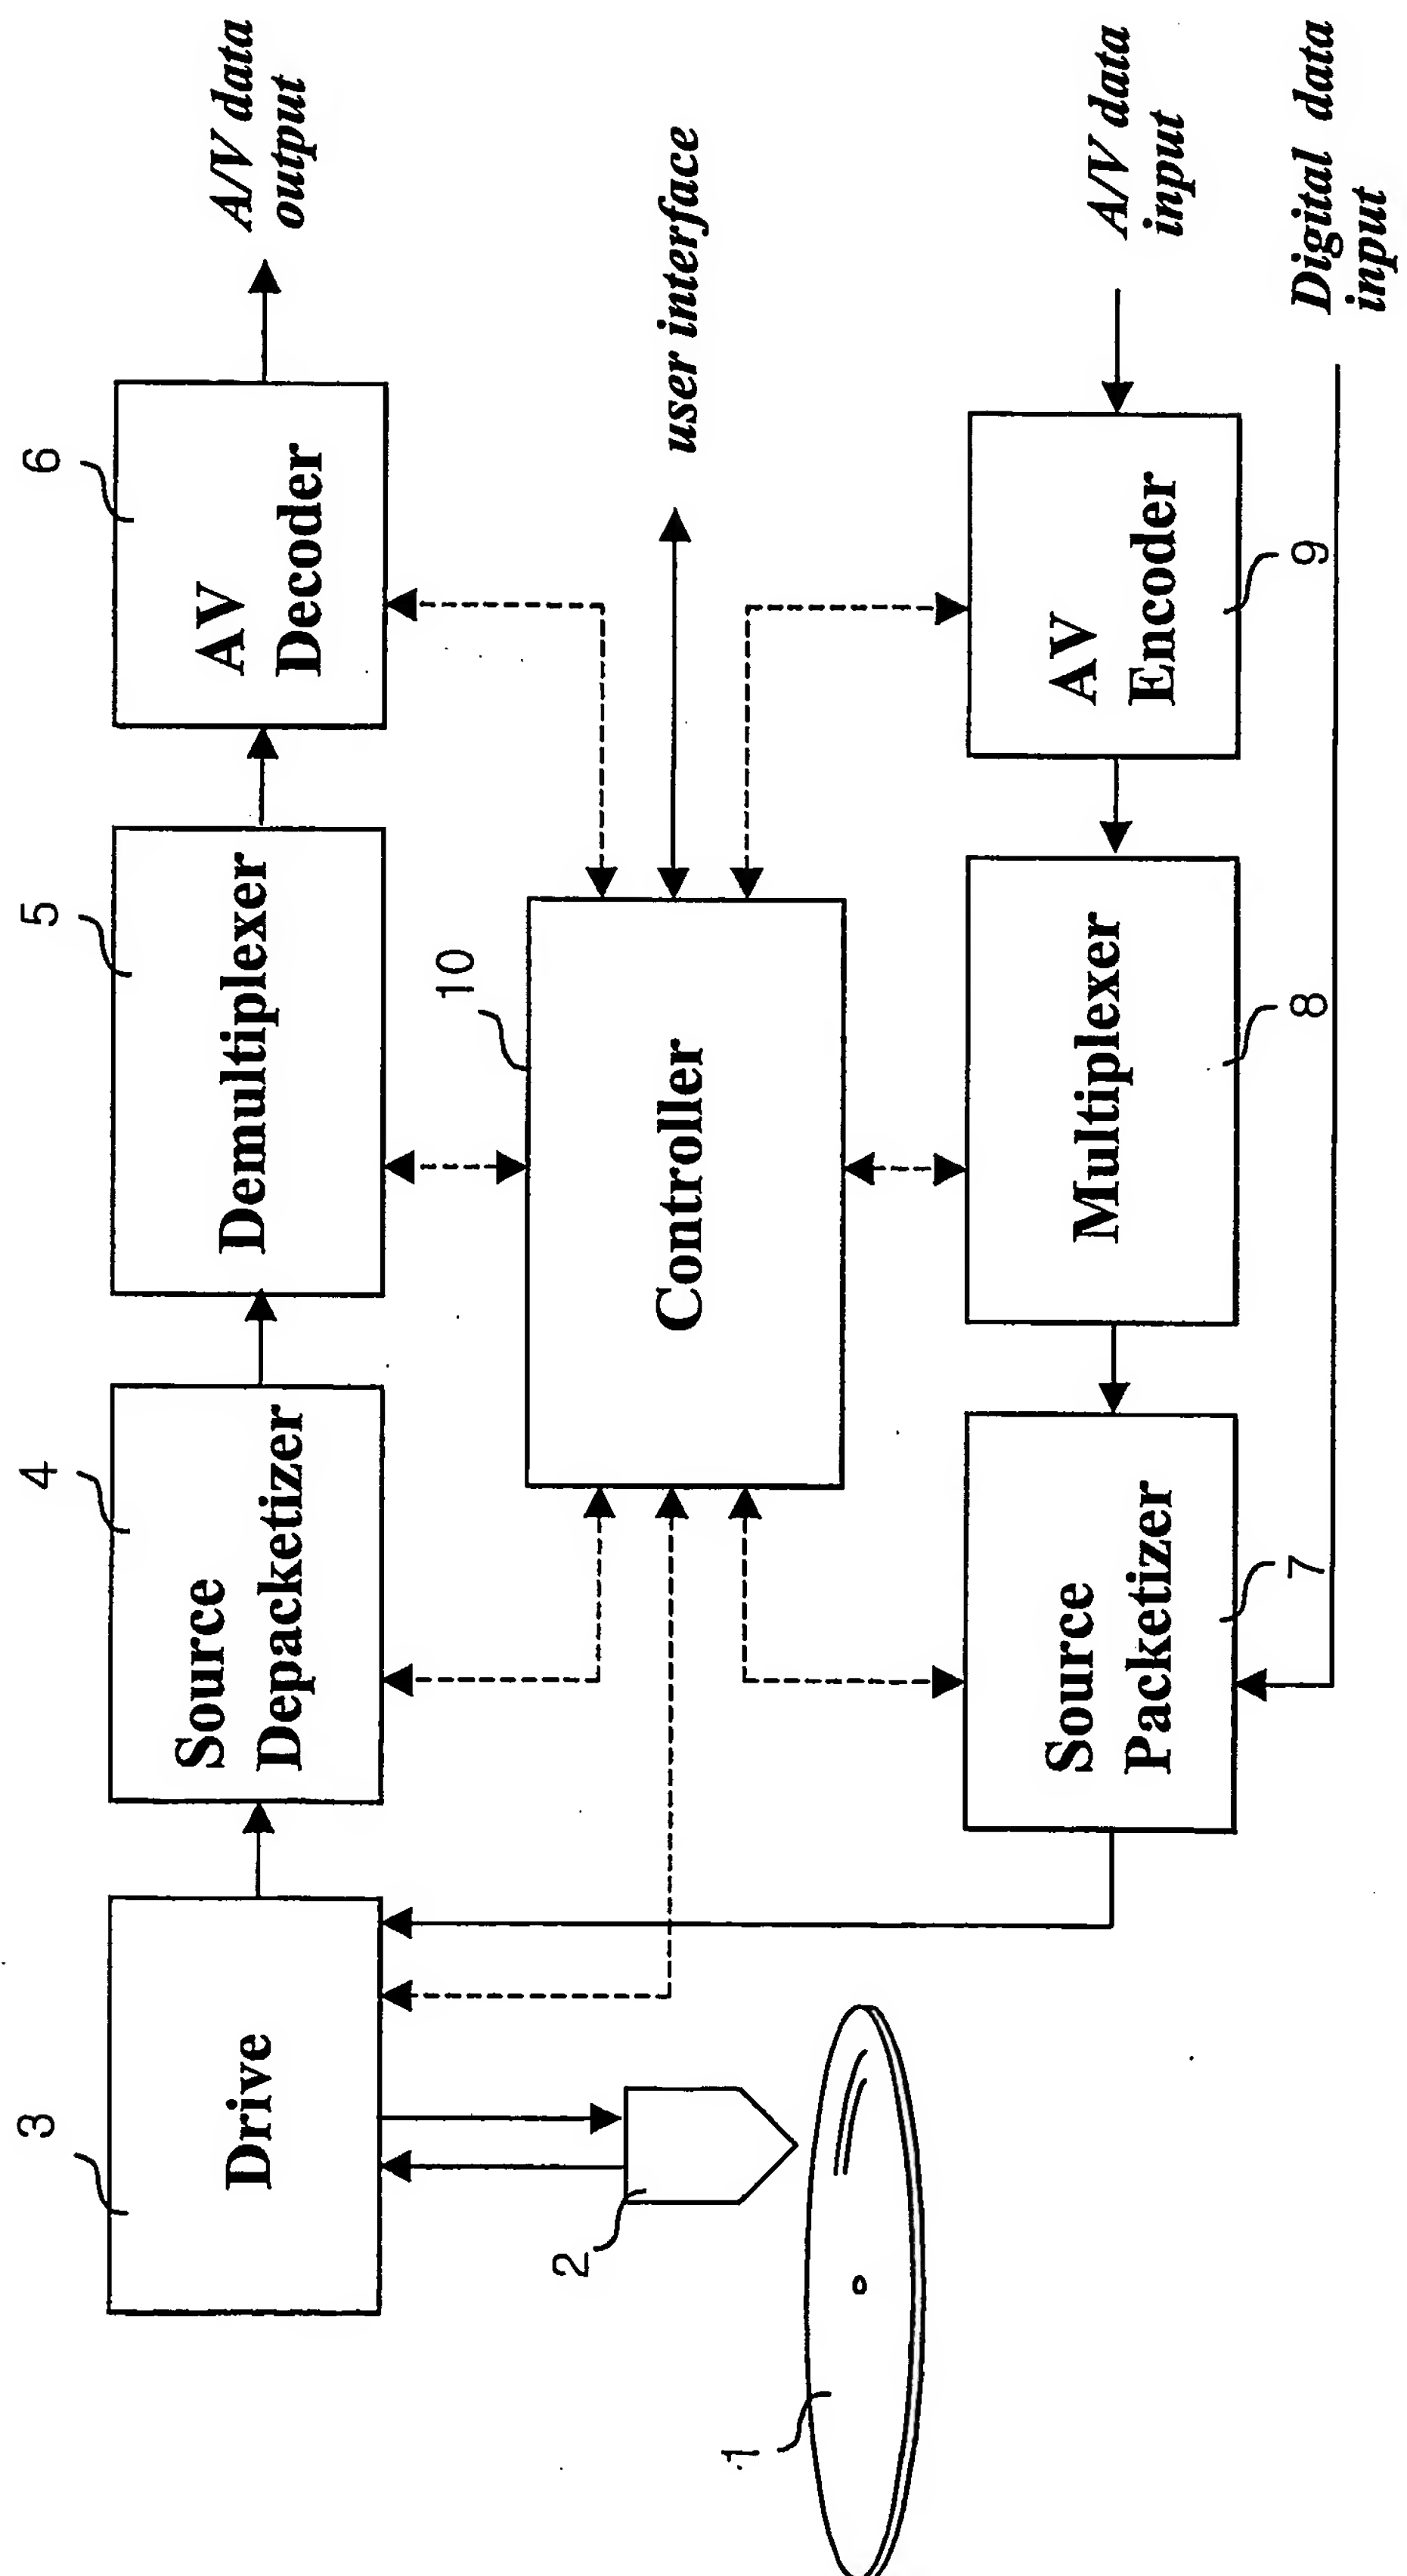 3
Drive
4
Source
Depacketizer
5
Demultiplexer
6
AV
Decoder
A/V data
output
10
Controller
user interface
2
1
Source
Packetizer
7
Multiplexer
8
AV
Encoder
9
A/V data
input
Digital data
input